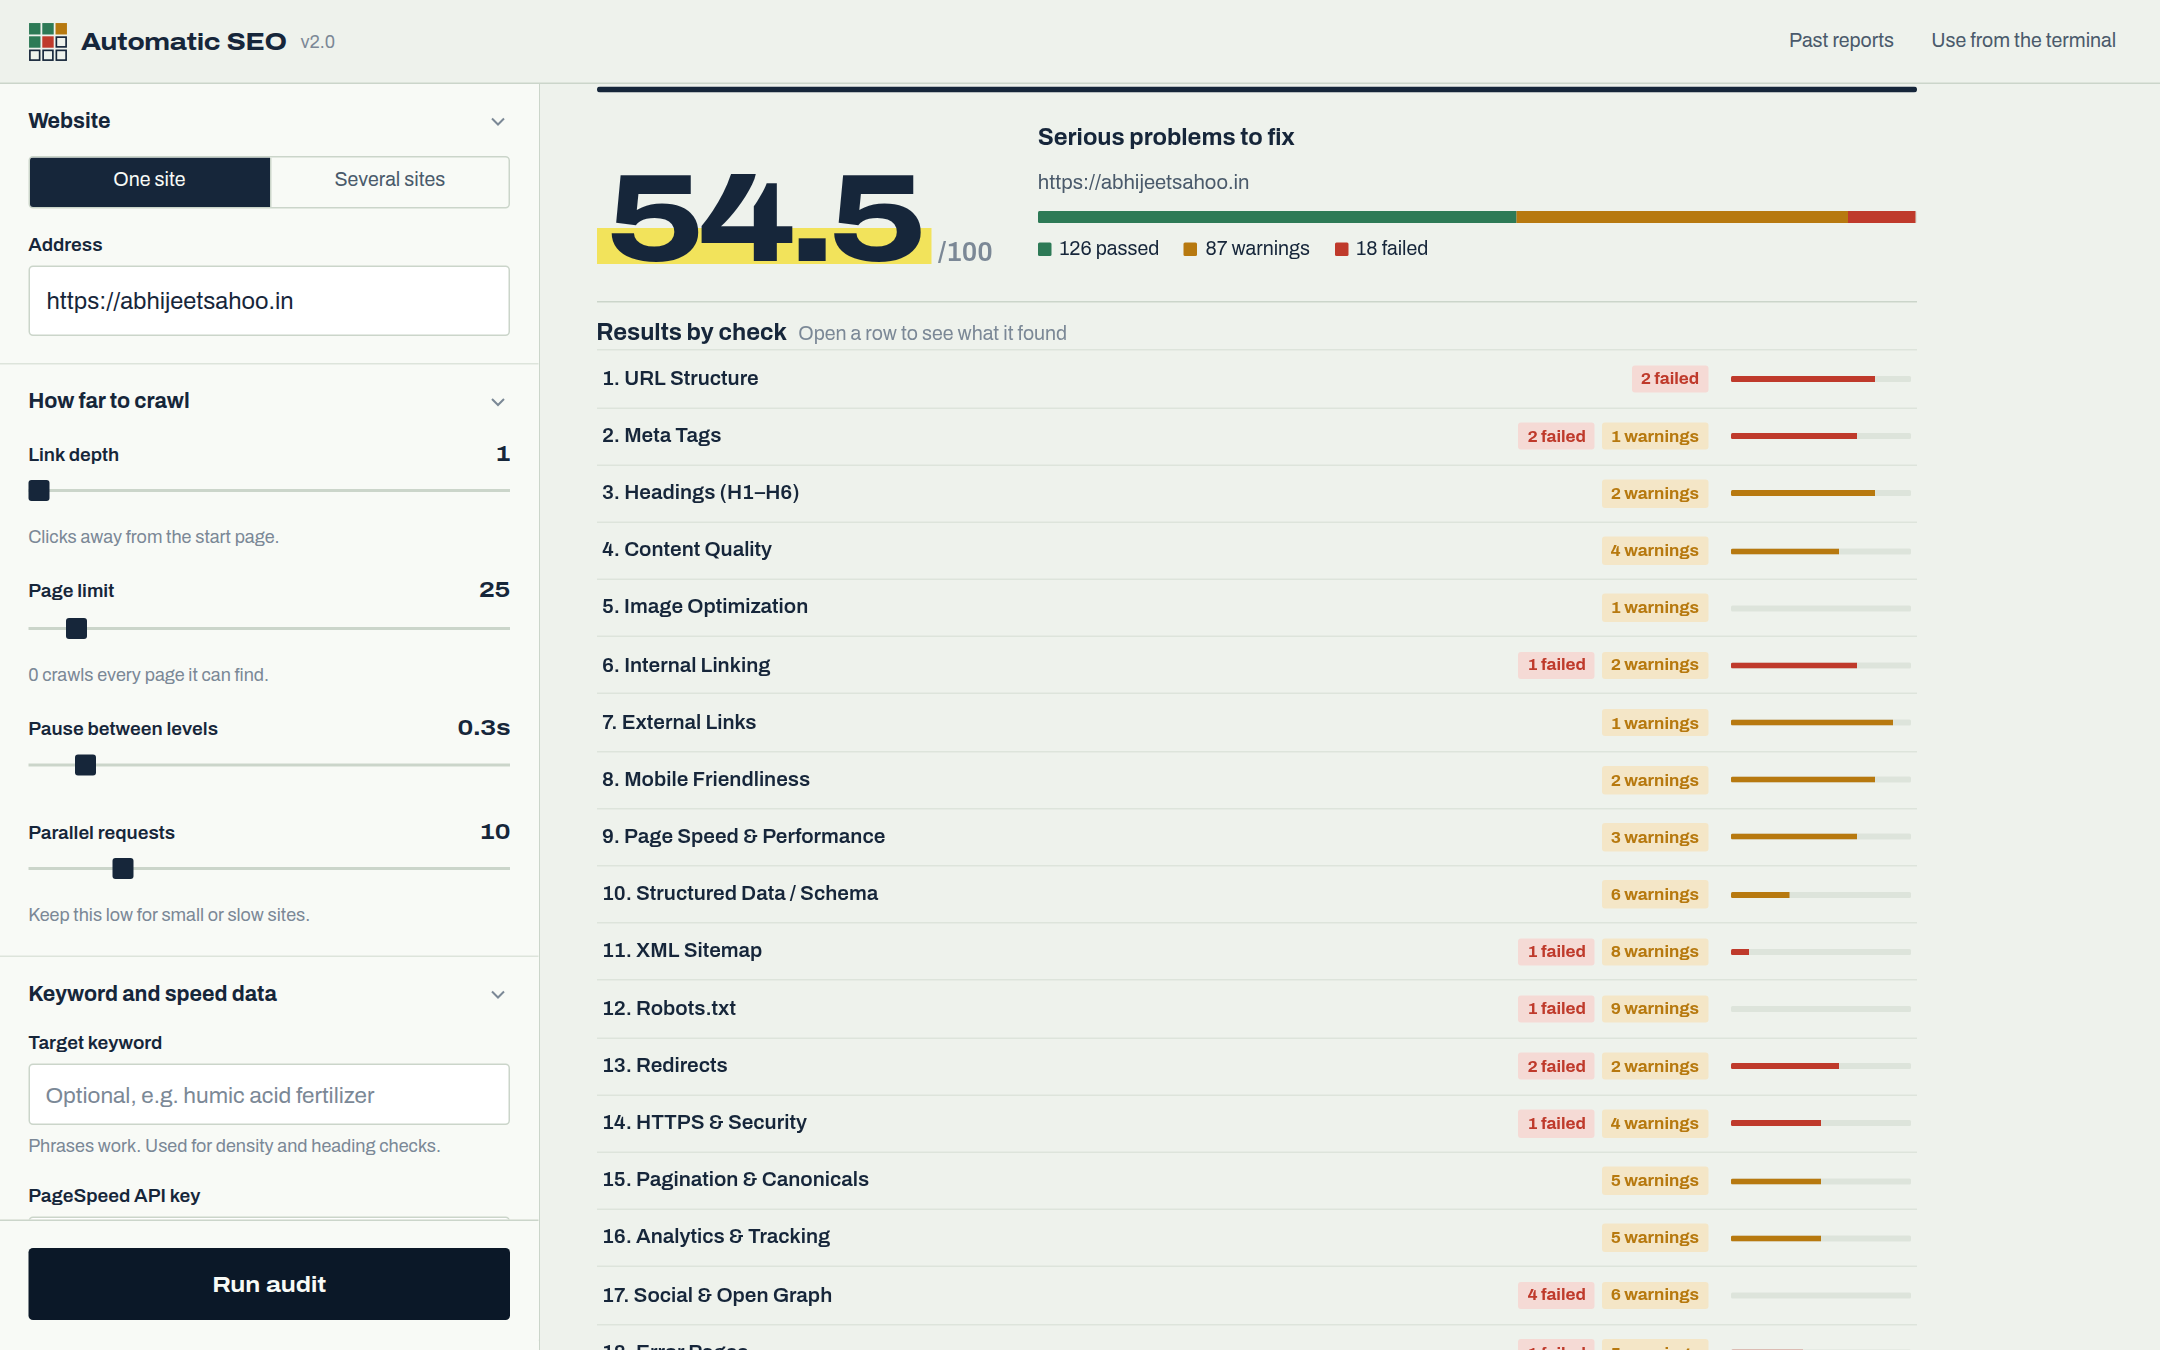 Automatic SEO v2.0
Past reports
Use from the terminal
Website
One site
Several sites
Address
https://abhijeetsahoo.in
How far to crawl
Link depth 1
Clicks away from the start page.
Page limit 25
0 crawls every page it can find.
Pause between levels 0.3s
Parallel requests 10
Keep this low for small or slow sites.
Keyword and speed data
Target keyword
Optional, e.g. humic acid fertilizer
Phrases work. Used for density and heading checks.
PageSpeed API key
Run audit
54.5 /100
Serious problems to fix
https://abhijeetsahoo.in
126 passed 87 warnings 18 failed
Results by check Open a row to see what it found
1. URL Structure 2 failed
2. Meta Tags 2 failed 1 warnings
3. Headings (H1–H6) 2 warnings
4. Content Quality 4 warnings
5. Image Optimization 1 warnings
6. Internal Linking 1 failed 2 warnings
7. External Links 1 warnings
8. Mobile Friendliness 2 warnings
9. Page Speed & Performance 3 warnings
10. Structured Data / Schema 6 warnings
11. XML Sitemap 1 failed 8 warnings
12. Robots.txt 1 failed 9 warnings
13. Redirects 2 failed 2 warnings
14. HTTPS & Security 1 failed 4 warnings
15. Pagination & Canonicals 5 warnings
16. Analytics & Tracking 5 warnings
17. Social & Open Graph 4 failed 6 warnings